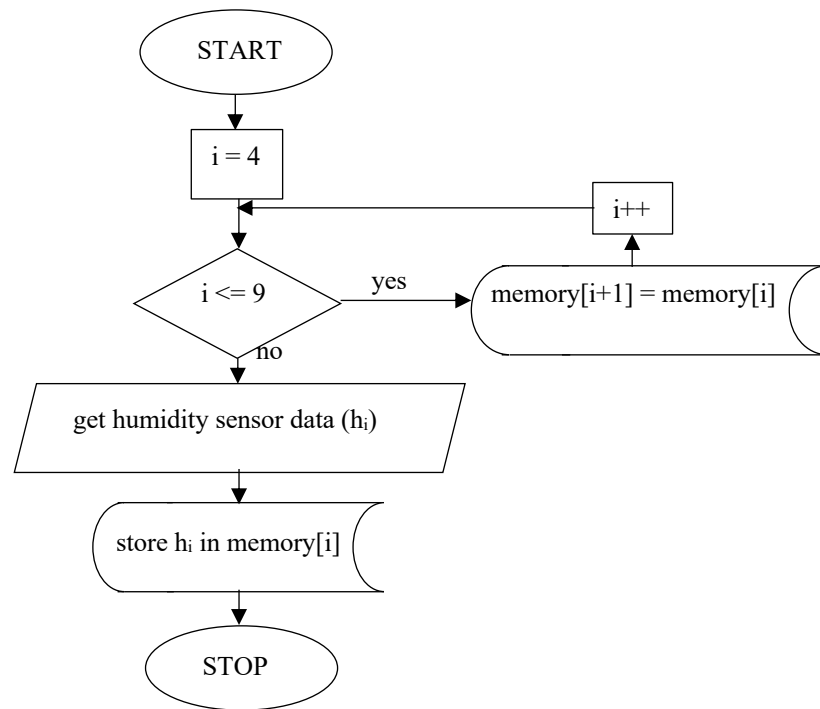 START
i = 4
i++
i <= 9
yes
memory[i+1] = memory[i]
no
get humidity sensor data (hᵢ)
store hᵢ in memory[i]
STOP